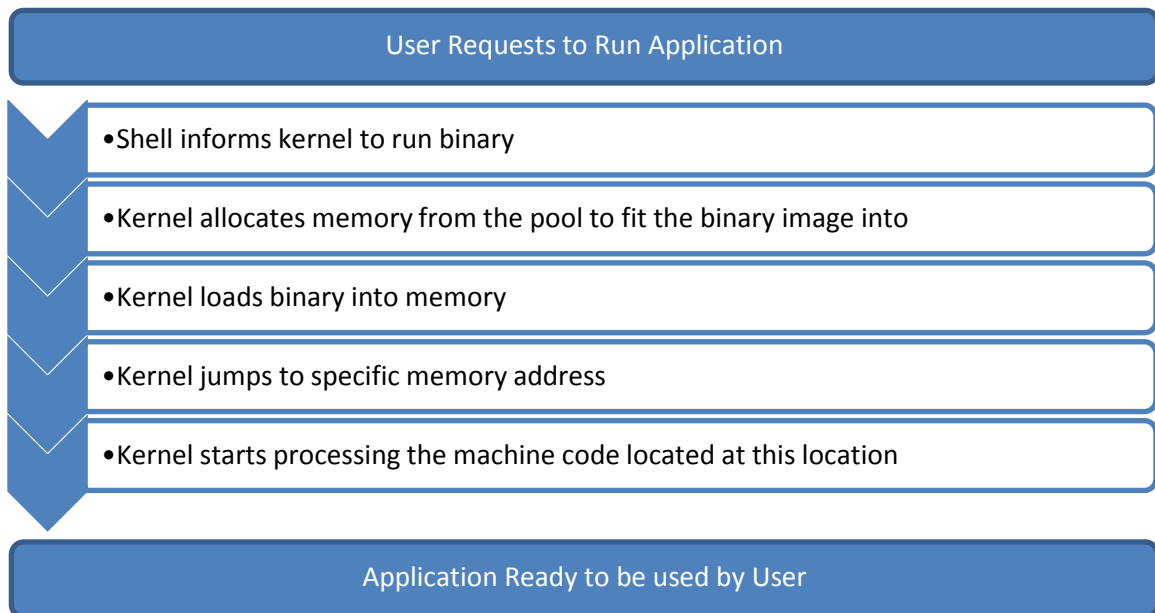 User Requests to Run Application
•Shell informs kernel to run binary
•Kernel allocates memory from the pool to fit the binary image into
•Kernel loads binary into memory
•Kernel jumps to specific memory address
•Kernel starts processing the machine code located at this location
Application Ready to be used by User